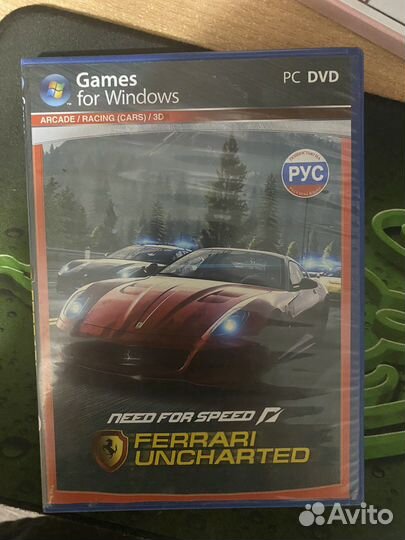 Games
for Windows
PC DVD
ARCADE / RACING (CARS) / 3D
РУС
NEED FOR SPEED
FERRARI
UNCHARTED
Avito